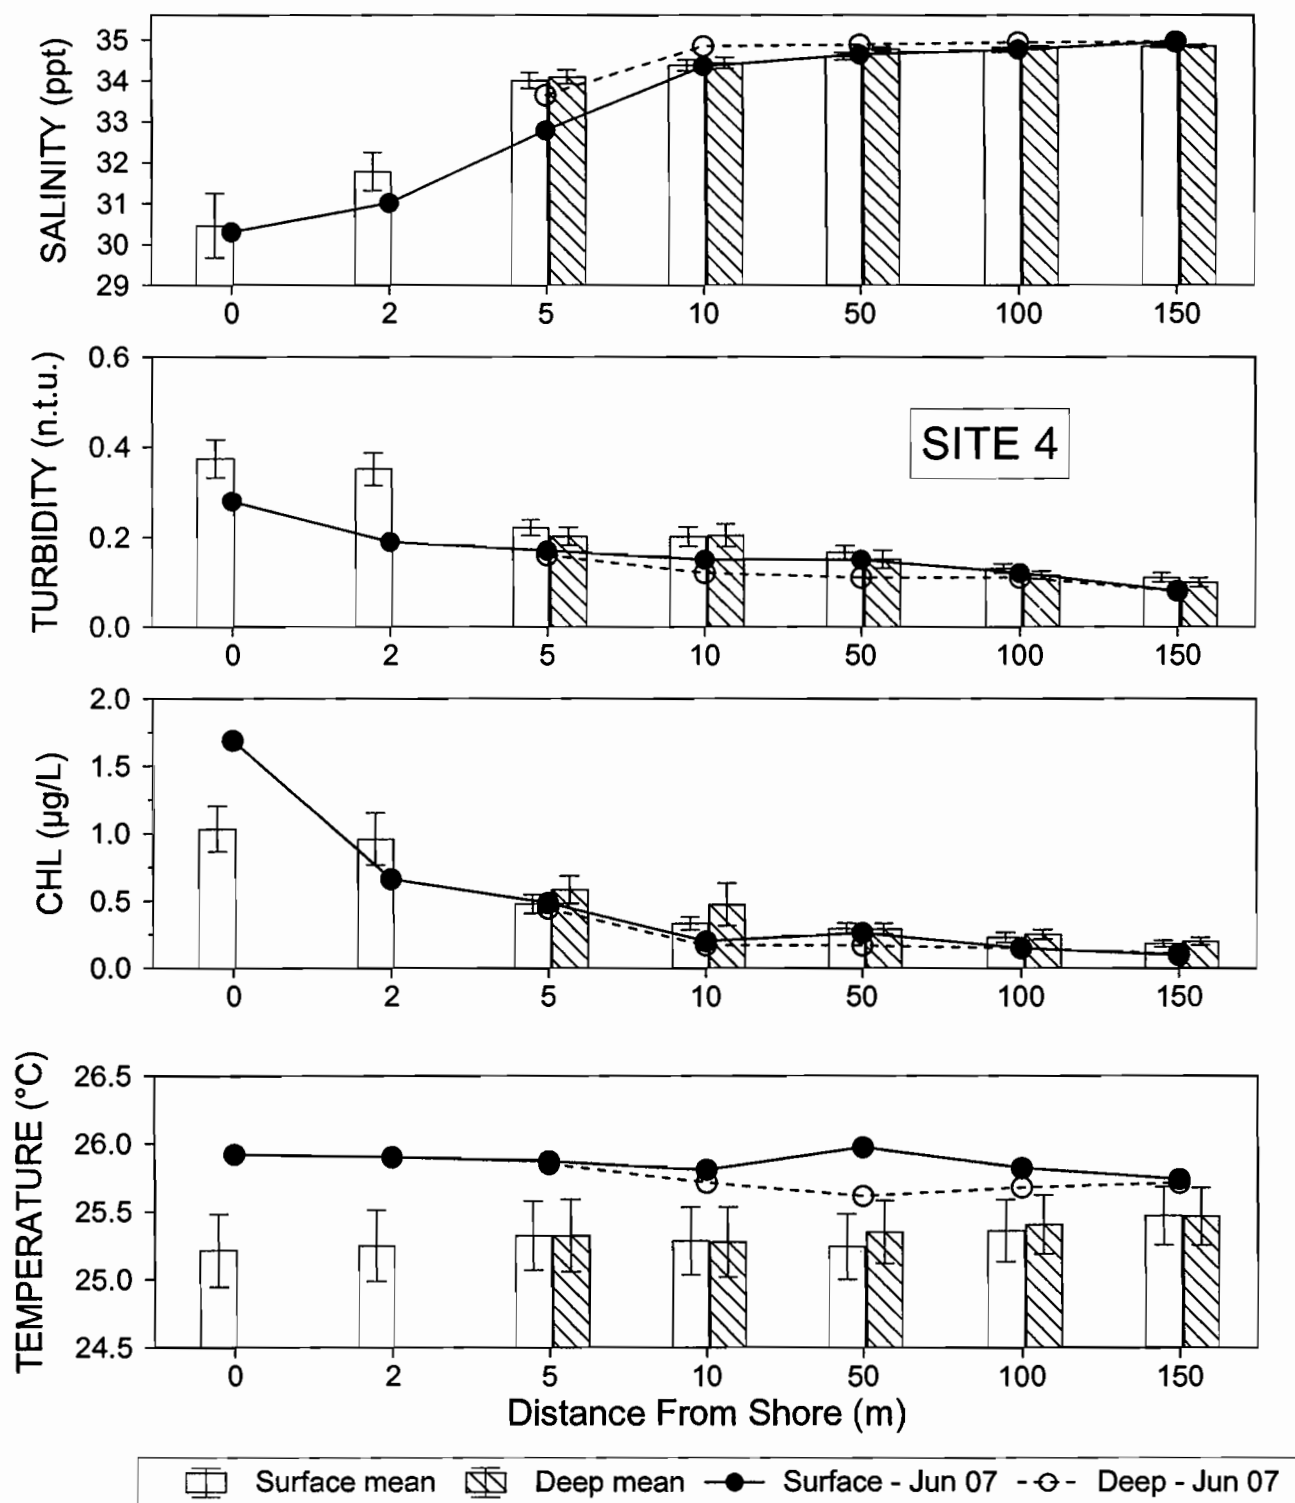 SALINITY (ppt)
35
34
33
32
31
30
29
0 2 5 10 50 100 150
TURBIDITY (n.t.u.)
0.6
0.4
0.2
0.0
SITE 4
0 2 5 10 50 100 150
CHL (µg/L)
2.0
1.5
1.0
0.5
0.0
0 2 5 10 50 100 150
TEMPERATURE (°C)
26.5
26.0
25.5
25.0
24.5
0 2 5 10 50 100 150
Distance From Shore (m)
Surface mean Deep mean Surface - Jun 07 Deep - Jun 07